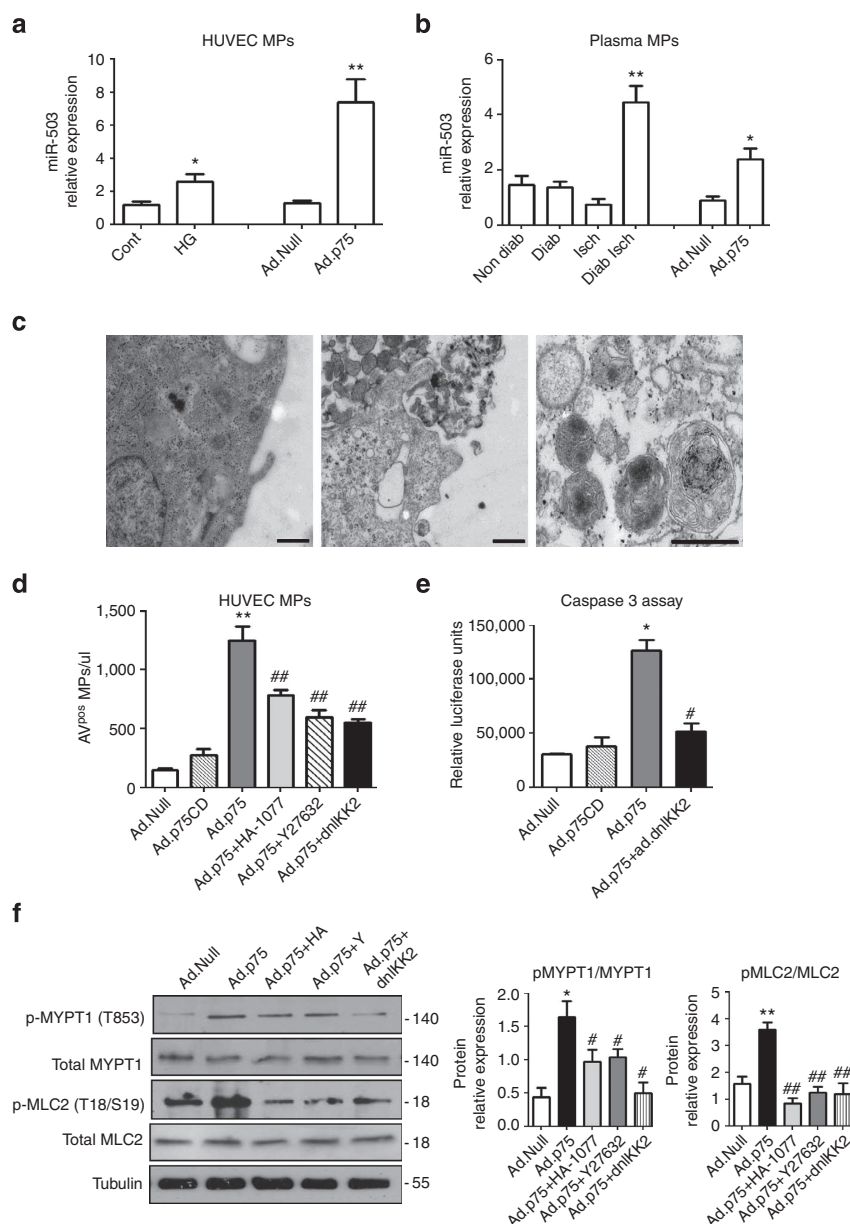 a
HUVEC MPs
miR-503
relative expression
10
8
6
4
2
0
*
**
Cont
HG
Ad.Null
Ad.p75
b
Plasma MPs
miR-503
relative expression
6
4
2
0
**
*
Non diab
Diab
Isch
Diab Isch
Ad.Null
Ad.p75
c
d
HUVEC MPs
AVpos MPs/ul
1,500
1,000
500
0
**
##
##
##
Ad.Null
Ad.p75CD
Ad.p75
Ad.p75+HA-1077
Ad.p75+Y27632
Ad.p75+dnIKK2
e
Caspase 3 assay
Relative luciferase units
150,000
100,000
50,000
0
*
#
Ad.Null
Ad.p75CD
Ad.p75
Ad.p75+ad.dnIKK2
f
Ad.Null
Ad.p75
Ad.p75+HA
Ad.p75+Y
Ad.p75+
dnIKK2
p-MYPT1 (T853)
- 140
Total MYPT1
- 140
p-MLC2 (T18/S19)
- 18
Total MLC2
- 18
Tubulin
- 55
pMYPT1/MYPT1
Protein
relative expression
2.0
1.5
1.0
0.5
0.0
*
#
#
#
Ad.Null
Ad.p75
Ad.p75+HA-1077
Ad.p75+Y27632
Ad.p75+dnIKK2
pMLC2/MLC2
Protein
relative expression
5
4
3
2
1
0
**
##
##
##
Ad.Null
Ad.p75
Ad.p75+HA-1077
Ad.p75+Y27632
Ad.p75+dnIKK2